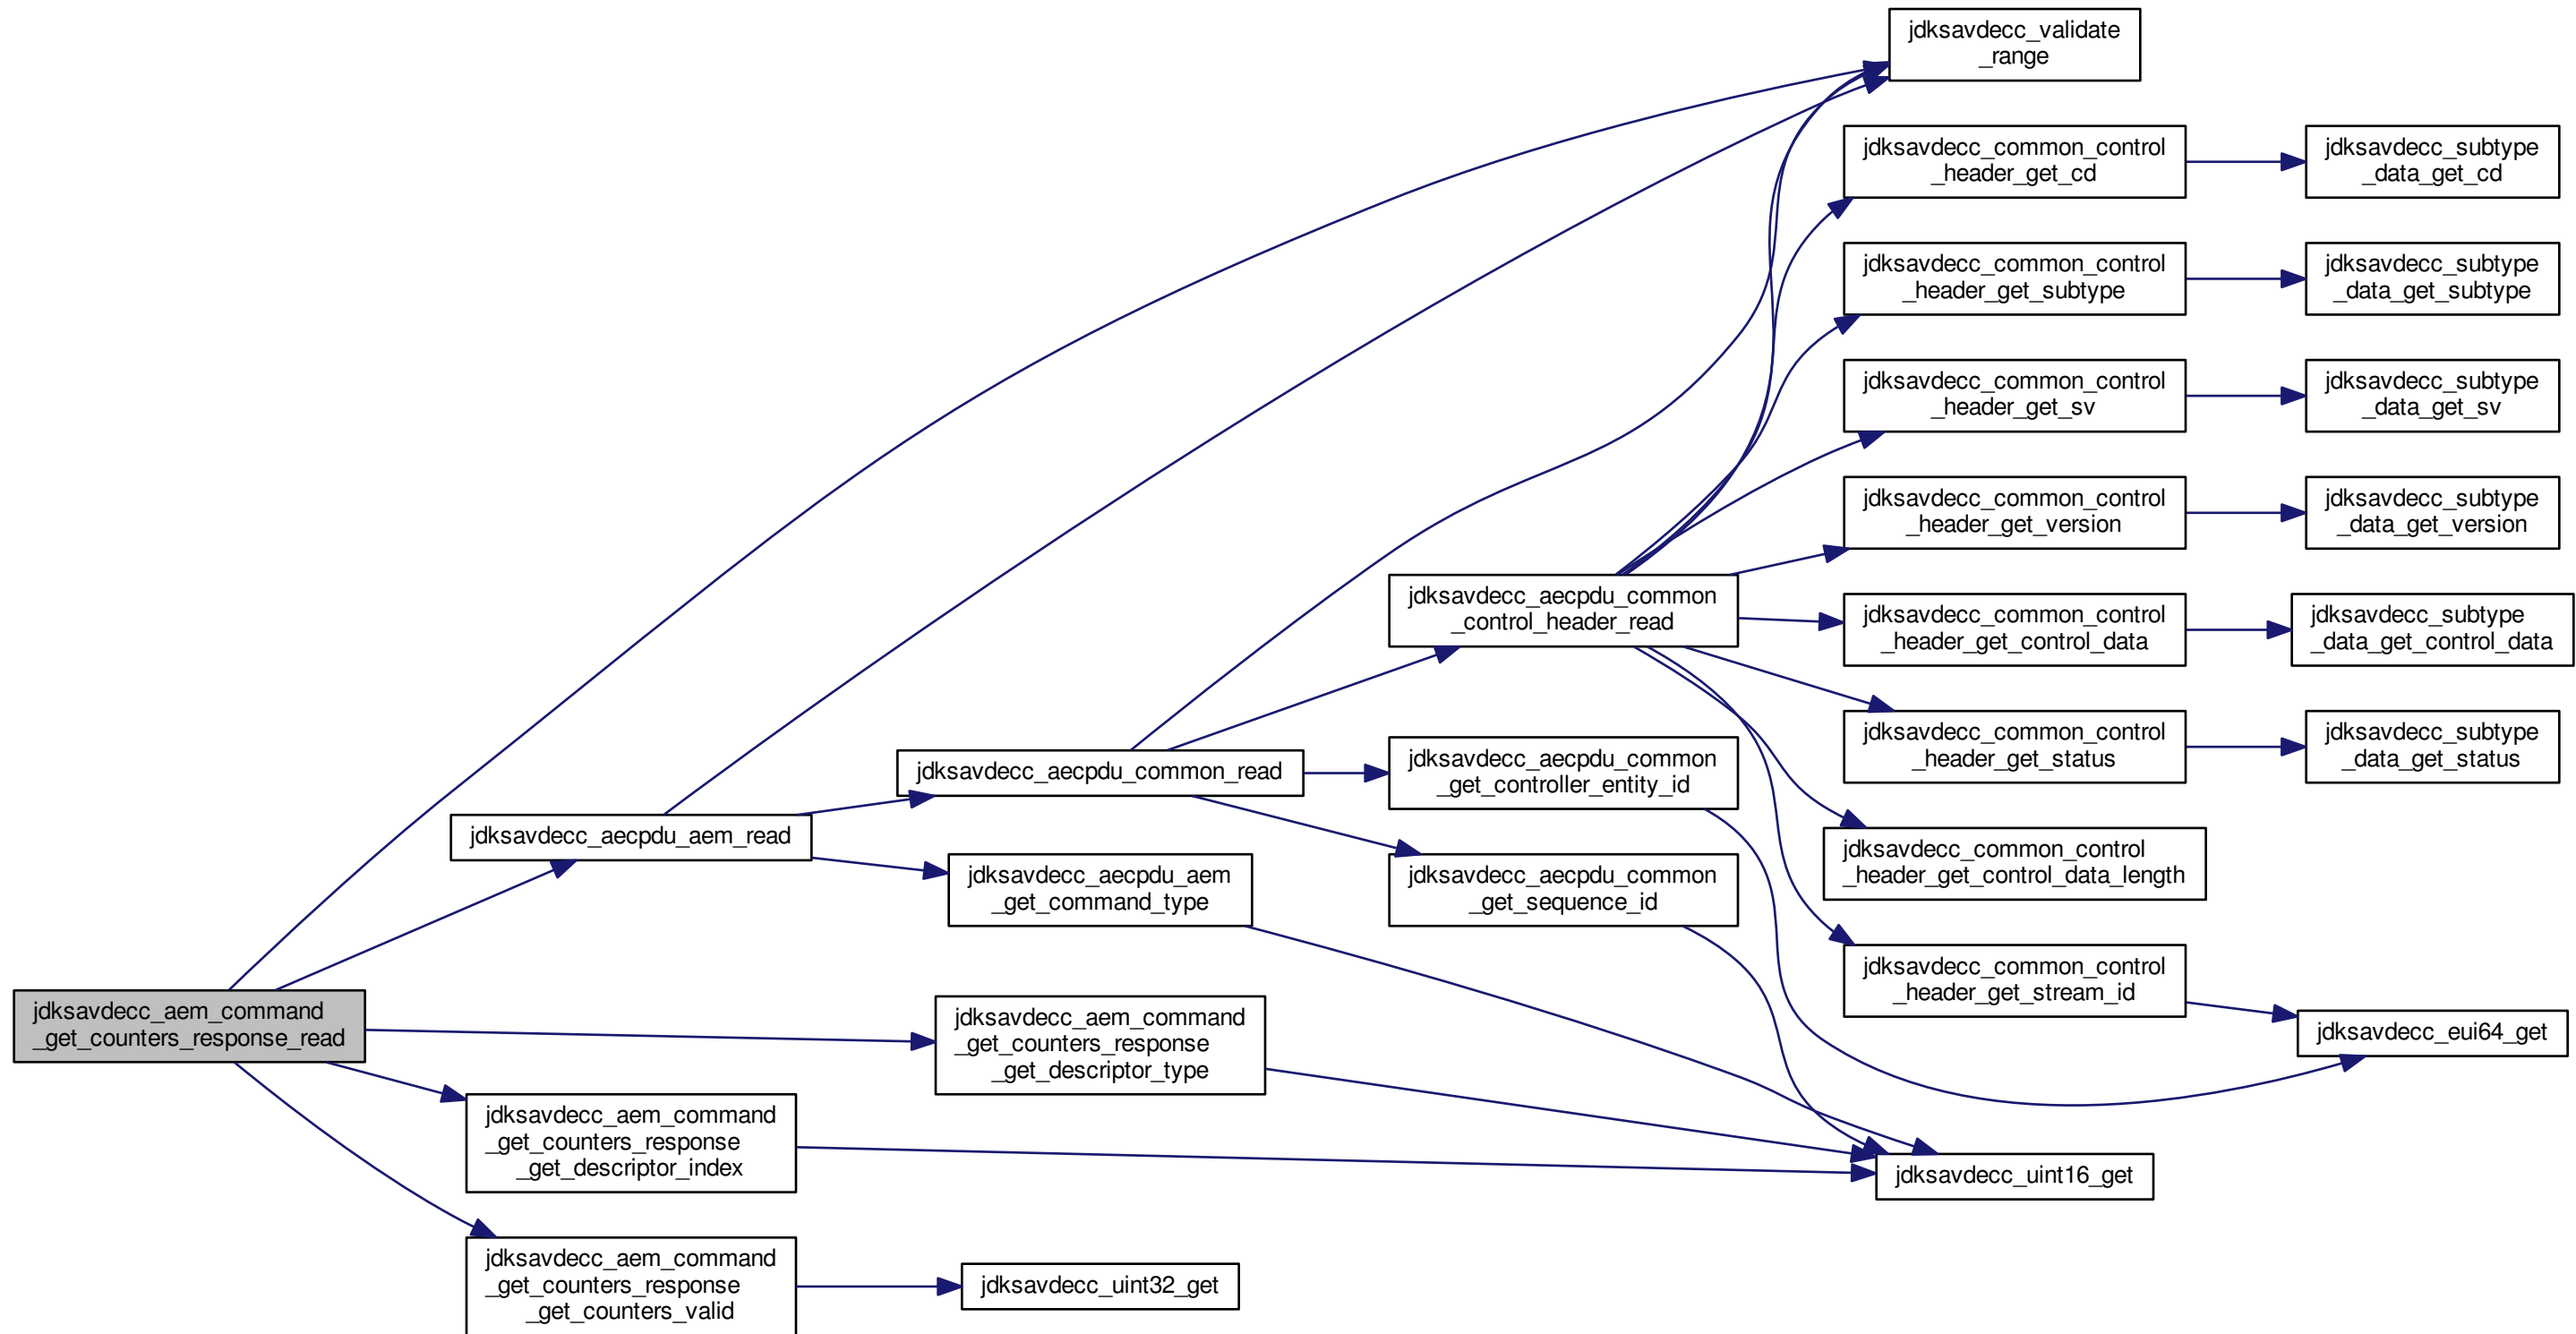 jdksavdecc_validate
_range
jdksavdecc_common_control
_header_get_cd
jdksavdecc_subtype
_data_get_cd
jdksavdecc_common_control
_header_get_subtype
jdksavdecc_subtype
_data_get_subtype
jdksavdecc_common_control
_header_get_sv
jdksavdecc_subtype
_data_get_sv
jdksavdecc_common_control
_header_get_version
jdksavdecc_subtype
_data_get_version
jdksavdecc_aecpdu_common
_control_header_read
jdksavdecc_common_control
_header_get_control_data
jdksavdecc_subtype
_data_get_control_data
jdksavdecc_common_control
_header_get_status
jdksavdecc_subtype
_data_get_status
jdksavdecc_aecpdu_common_read
jdksavdecc_aecpdu_common
_get_controller_entity_id
jdksavdecc_aecpdu_aem_read
jdksavdecc_common_control
_header_get_control_data_length
jdksavdecc_aecpdu_aem
_get_command_type
jdksavdecc_aecpdu_common
_get_sequence_id
jdksavdecc_common_control
_header_get_stream_id
jdksavdecc_aem_command
_get_counters_response_read
jdksavdecc_aem_command
_get_counters_response
_get_descriptor_type
jdksavdecc_eui64_get
jdksavdecc_aem_command
_get_counters_response
_get_descriptor_index
jdksavdecc_uint16_get
jdksavdecc_aem_command
_get_counters_response
_get_counters_valid
jdksavdecc_uint32_get